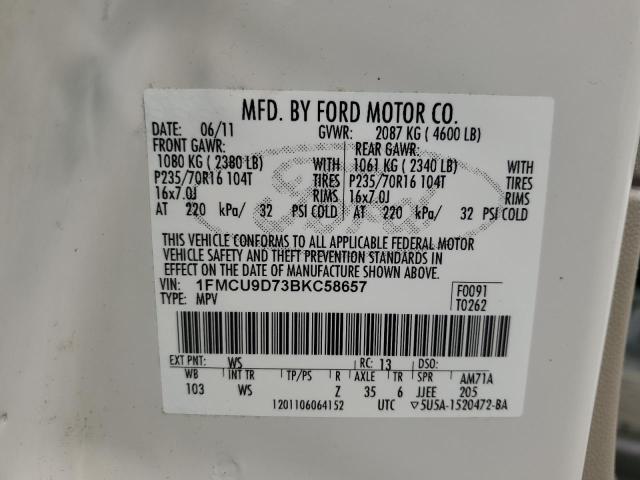 MFD. BY FORD MOTOR CO.
DATE: 06/11 GVWR: 2087 KG ( 4600 LB)
FRONT GAWR: REAR GAWR:
1080 KG ( 2380 LB) WITH 1061 KG ( 2340 LB) WITH
P235/70R16 104T TIRES P235/70R16 104T TIRES
16x7.0J RIMS 16x7.0J RIMS
AT 220 kPa/ 32 PSI COLD AT 220 kPa/ 32 PSI COLD
Ford
THIS VEHICLE CONFORMS TO ALL APPLICABLE FEDERAL MOTOR
VEHICLE SAFETY AND THEFT PREVENTION STANDARDS IN
EFFECT ON THE DATE OF MANUFACTURE SHOWN ABOVE.
VIN: 1FMCU9D73BKC58657 F0091
TYPE: MPV T0262
EXT PNT: WS RC: 13 DSO:
WB INT TR TP/PS R AXLE TR SPR AM71A
103 WS Z 35 6 JJEE 205
1201106064152 UTC ▽5U5A-1520472-BA